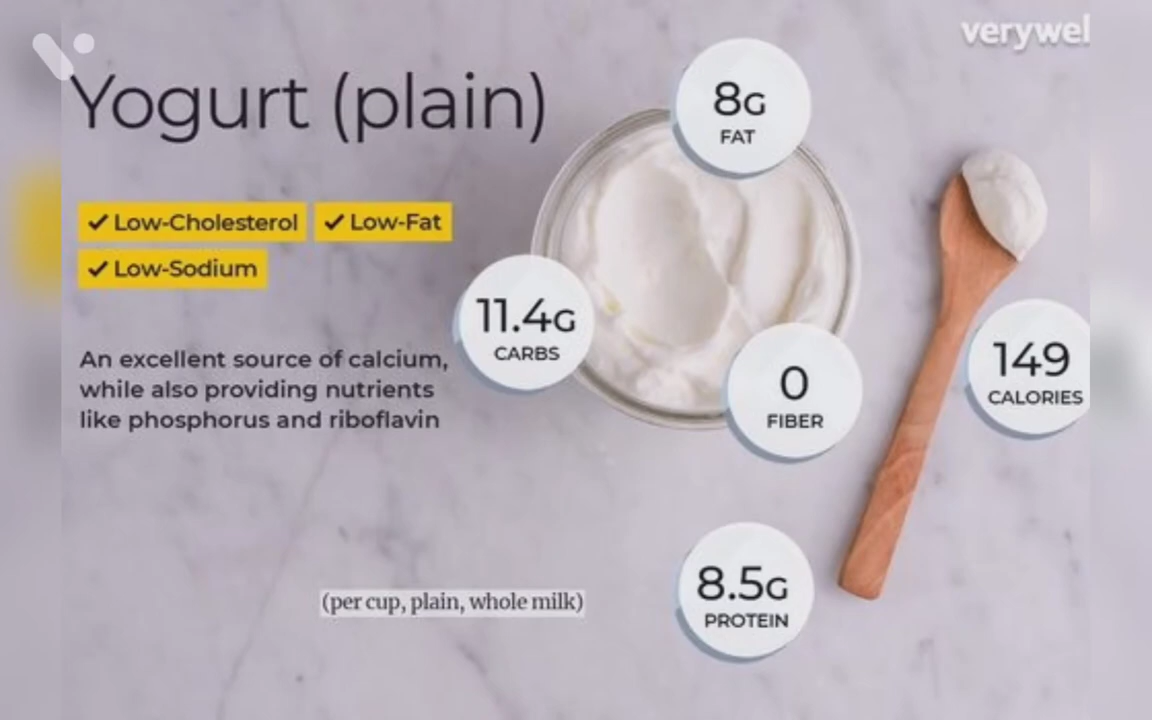 verywel
Yogurt (plain)
✓ Low-Cholesterol ✓ Low-Fat
✓ Low-Sodium
An excellent source of calcium,
while also providing nutrients
like phosphorus and riboflavin
8G
FAT
11.4G
CARBS
0
FIBER
149
CALORIES
8.5G
PROTEIN
(per cup, plain, whole milk)